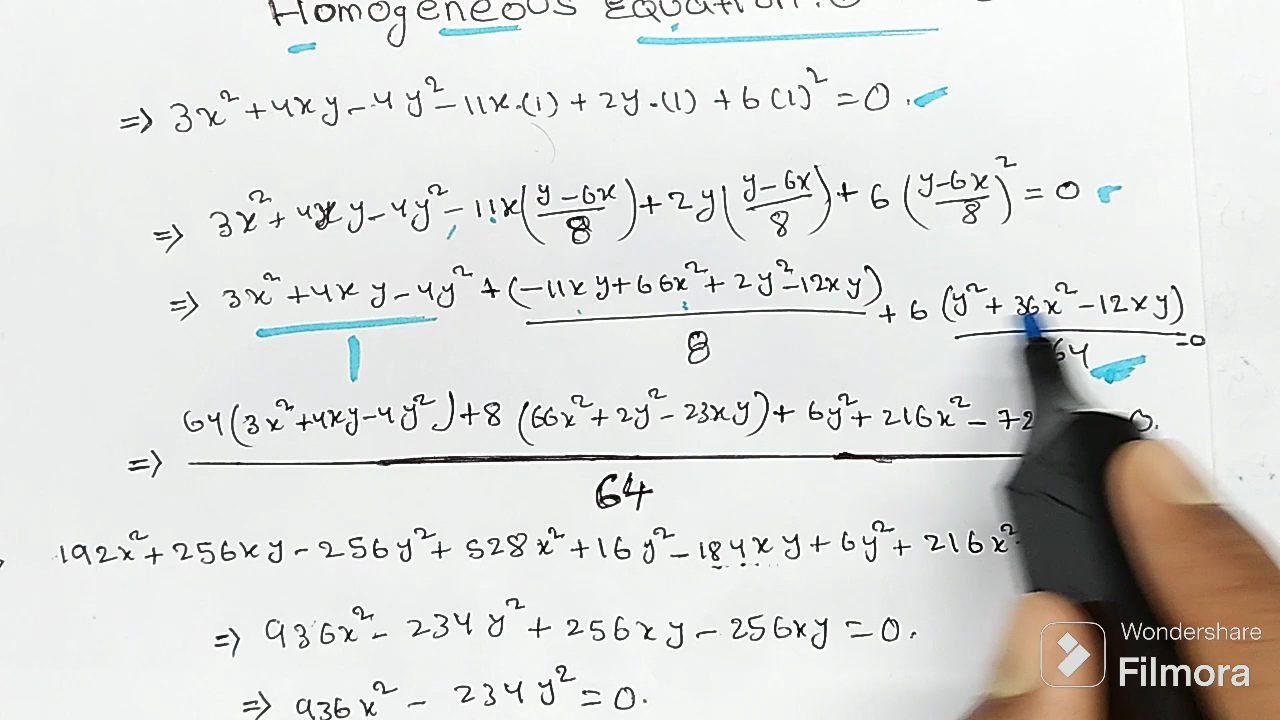 Homogeneous Equation:
⇒ 3x² + 4xy - 4y² - 11x·(1) + 2y·(1) + 6(1)² = 0.
⇒ 3x² + 4xy - 4y² - 11x((y-6x)/8) + 2y((y-6x)/8) + 6((y-6x)/8)² = 0
⇒ 3x² + 4xy - 4y²/1 + (-11xy + 66x² + 2y² - 12xy)/8 + 6(y² + 36x² - 12xy)/64 = 0
⇒ 64(3x² + 4xy - 4y²) + 8(66x² + 2y² - 23xy) + 6y² + 216x² - 72 0.
64
192x² + 256xy - 256y² + 528x² + 16y² - 184xy + 6y² + 216x²
⇒ 936x² - 234y² + 256xy - 256xy = 0.
⇒ 936x² - 234y² = 0.
Wondershare
Filmora